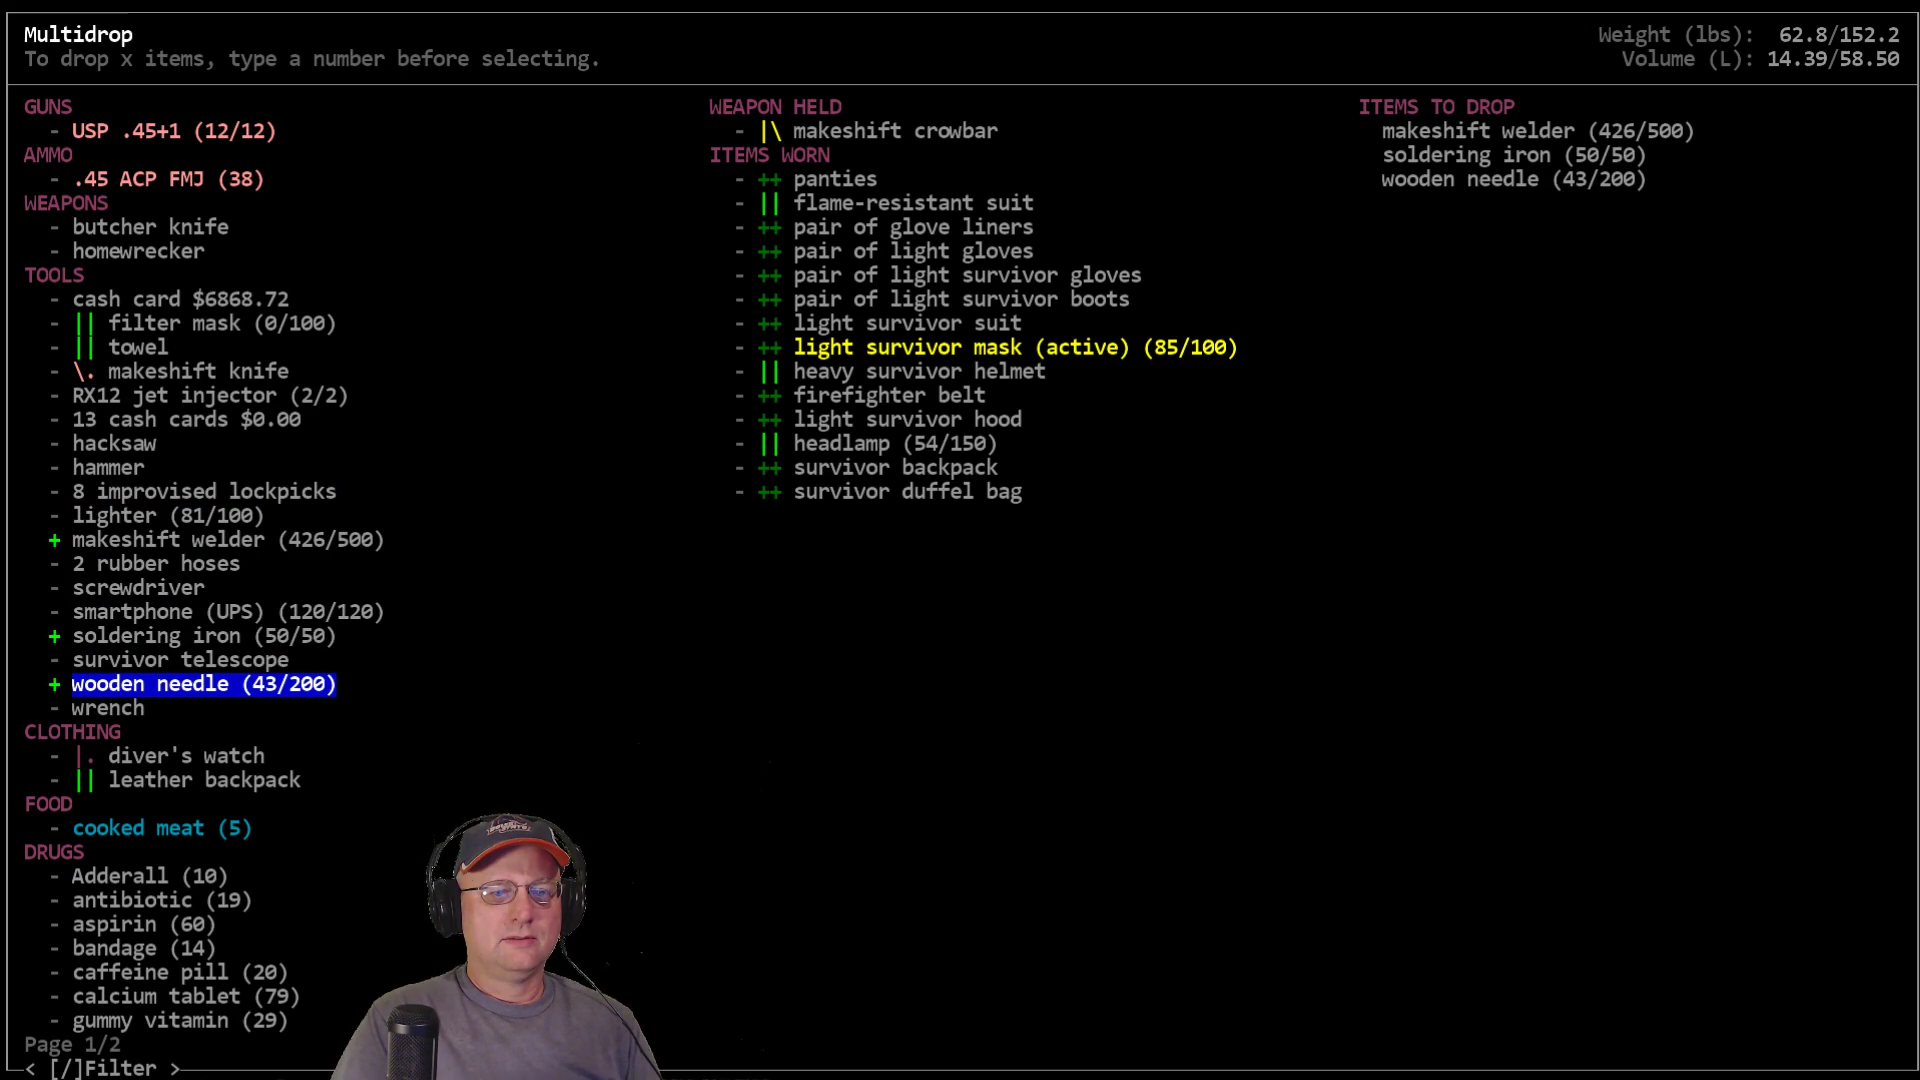 Multidrop
To drop x items, type a number before selecting.
Weight (lbs): 62.8/152.2
Volume (L): 14.39/58.50
GUNS
- USP .45+1 (12/12)
AMMO
- .45 ACP FMJ (38)
WEAPONS
- butcher knife
- homewrecker
TOOLS
- cash card $6868.72
- || filter mask (0/100)
- || towel
- \. makeshift knife
- RX12 jet injector (2/2)
- 13 cash cards $0.00
- hacksaw
- hammer
- 8 improvised lockpicks
- lighter (81/100)
+ makeshift welder (426/500)
- 2 rubber hoses
- screwdriver
- smartphone (UPS) (120/120)
+ soldering iron (50/50)
- survivor telescope
+ wooden needle (43/200)
- wrench
CLOTHING
- |. diver's watch
- || leather backpack
FOOD
- cooked meat (5)
DRUGS
- Adderall (10)
- antibiotic (19)
- aspirin (60)
- bandage (14)
- caffeine pill (20)
- calcium tablet (79)
- gummy vitamin (29)
Page 1/2
< [/]Filter >
WEAPON HELD
- |\ makeshift crowbar
ITEMS WORN
- ++ panties
- || flame-resistant suit
- ++ pair of glove liners
- ++ pair of light gloves
- ++ pair of light survivor gloves
- ++ pair of light survivor boots
- ++ light survivor suit
- ++ light survivor mask (active) (85/100)
- || heavy survivor helmet
- ++ firefighter belt
- ++ light survivor hood
- || headlamp (54/150)
- ++ survivor backpack
- ++ survivor duffel bag
ITEMS TO DROP
makeshift welder (426/500)
soldering iron (50/50)
wooden needle (43/200)